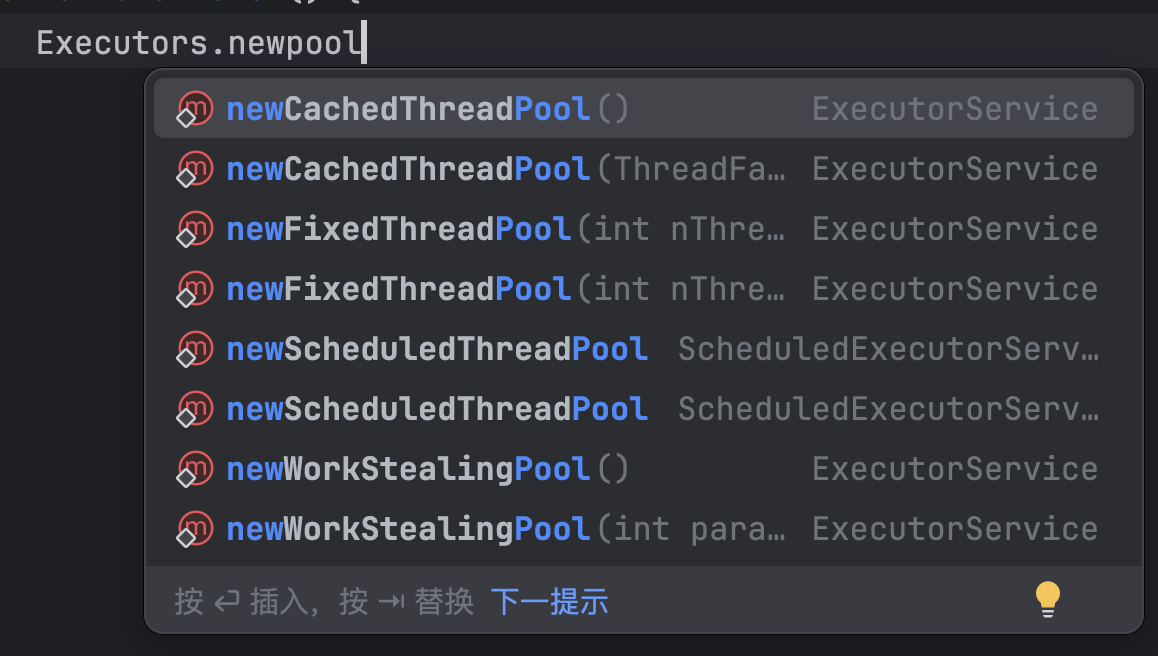 Executors.newpool
newCachedThreadPool() ExecutorService
newCachedThreadPool(ThreadFa… ExecutorService
newFixedThreadPool(int nThre… ExecutorService
newFixedThreadPool(int nThre… ExecutorService
newScheduledThreadPool ScheduledExecutorServ…
newScheduledThreadPool ScheduledExecutorServ…
newWorkStealingPool() ExecutorService
newWorkStealingPool(int para… ExecutorService
按 ⏎ 插入，按 ⇥ 替换 下一提示